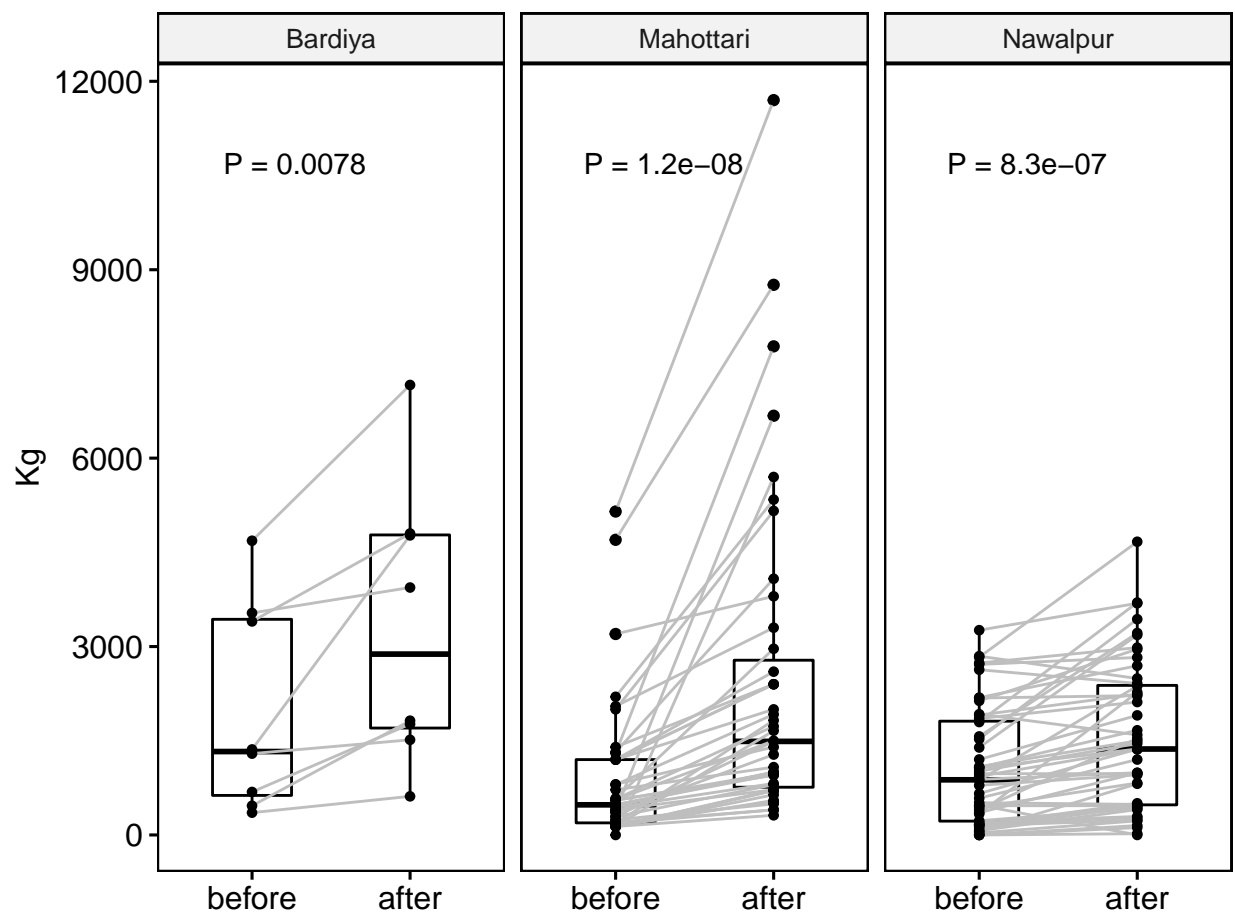 Bardiya
Mahottari
Nawalpur
P = 0.0078
P = 1.2e−08
P = 8.3e−07
Kg
12000
9000
6000
3000
0
before after
before after
before after